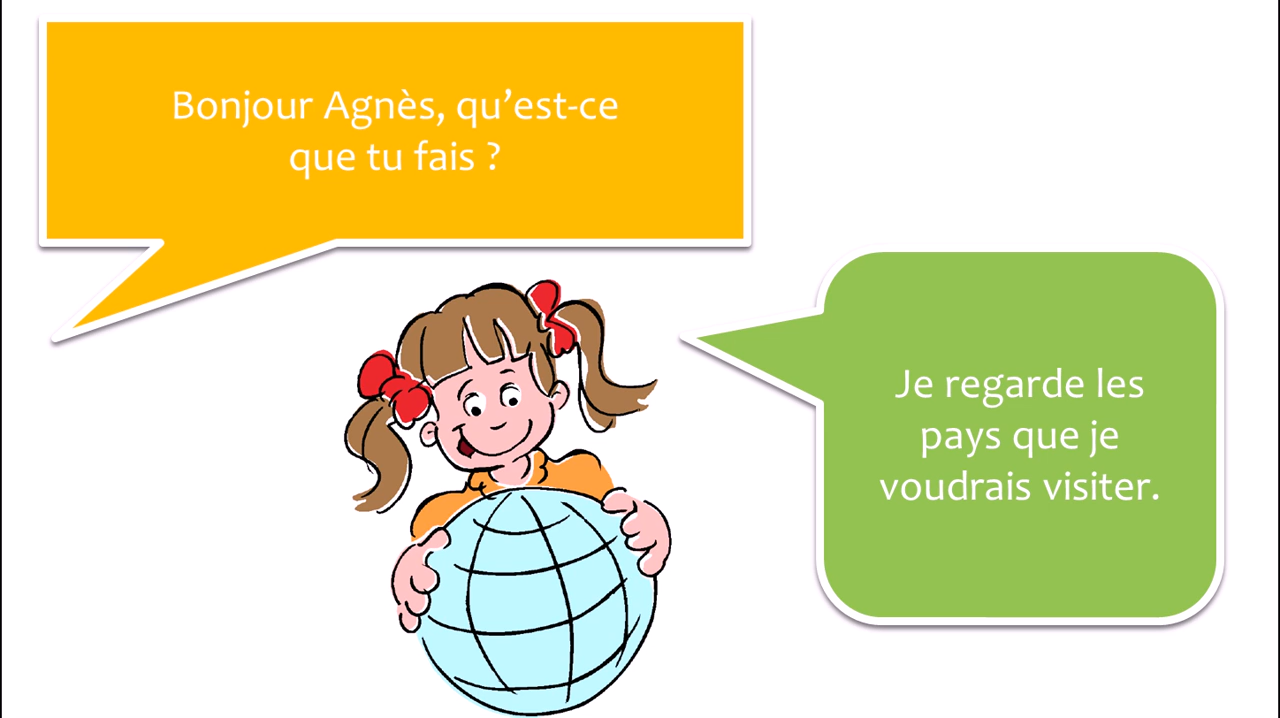 Bonjour Agnès, qu’est-ce
que tu fais ?
Je regarde les
pays que je
voudrais visiter.